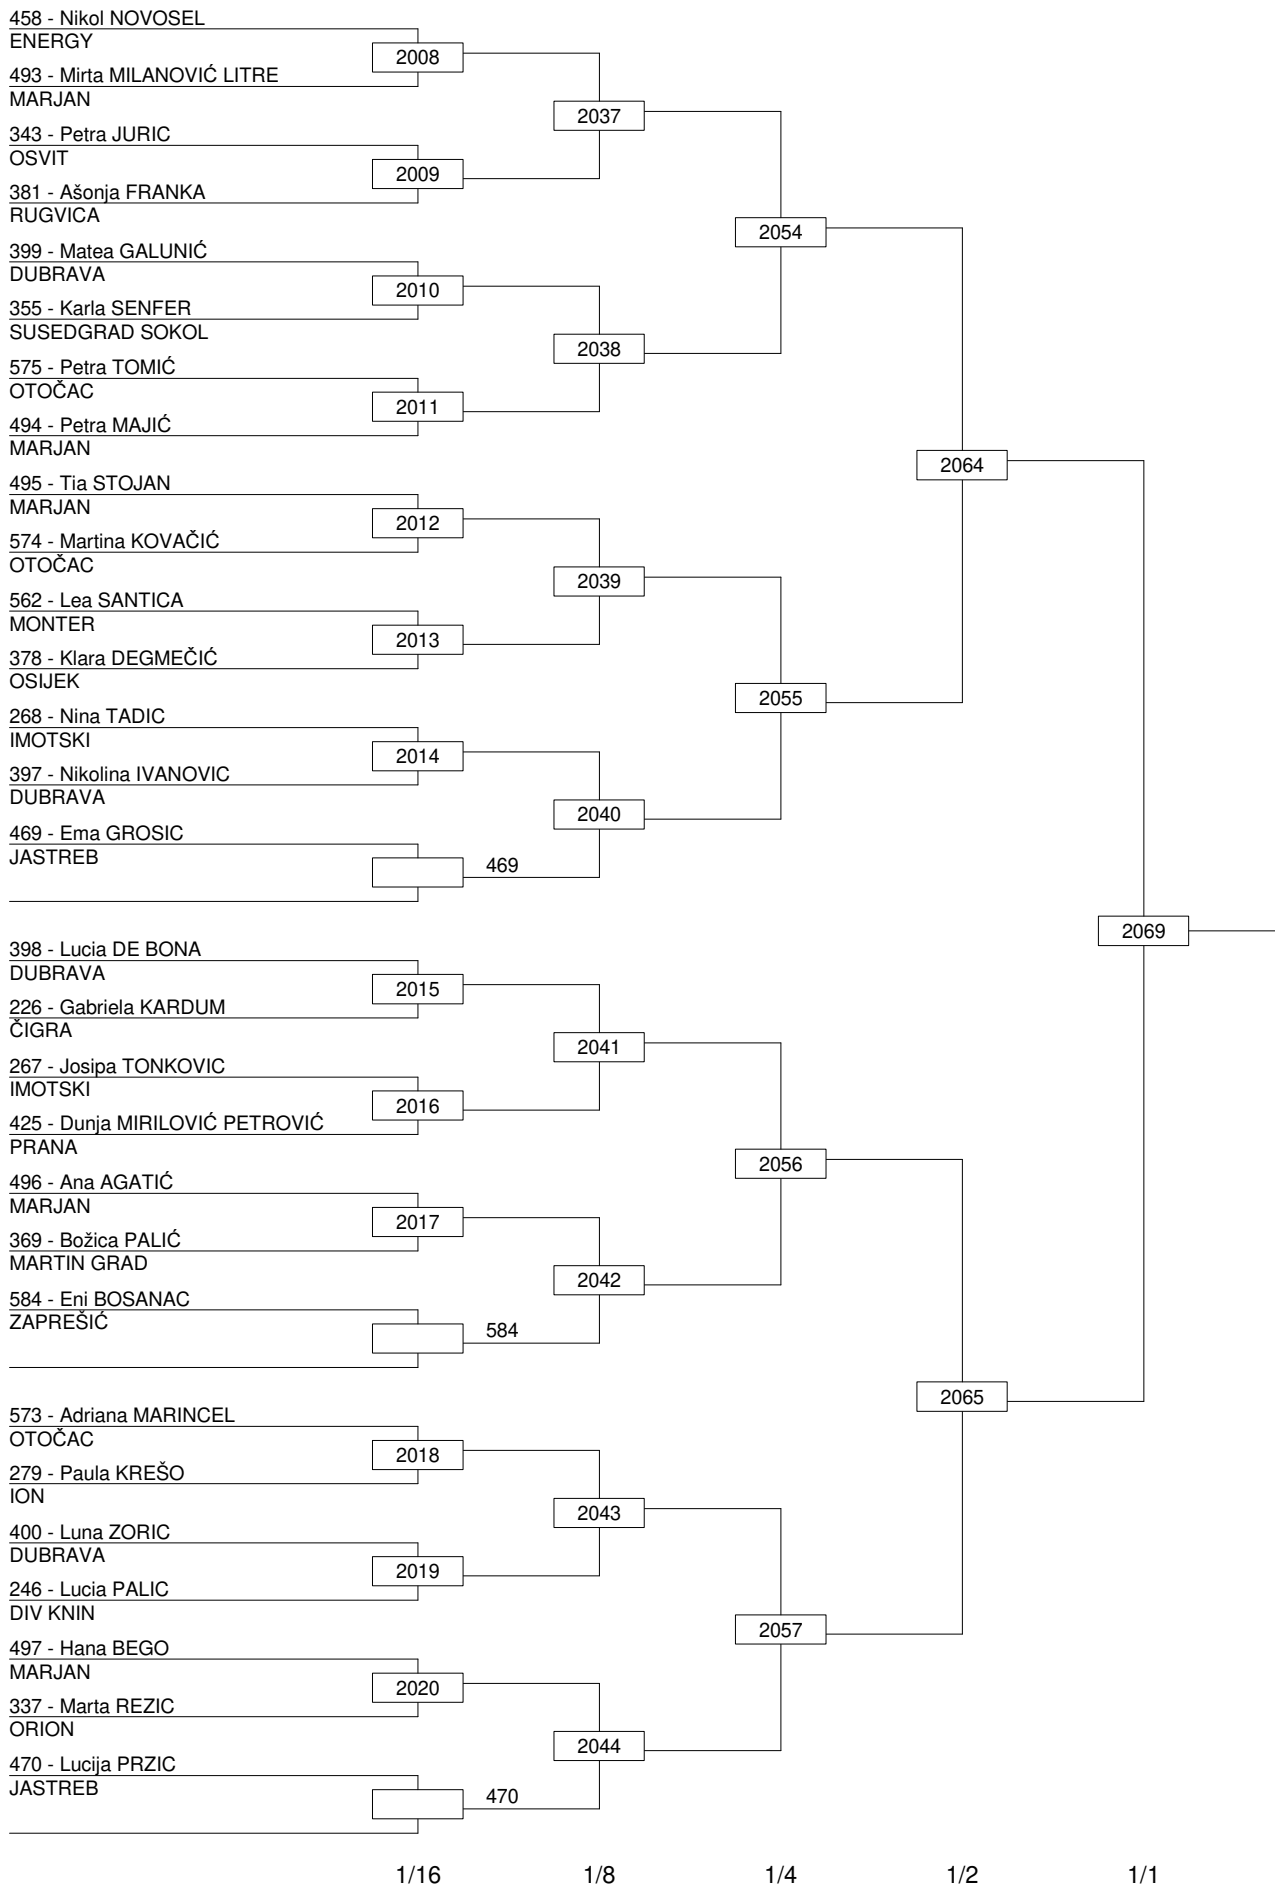 458 - Nikol NOVOSEL
ENERGY
2008
493 - Mirta MILANOVIĆ LITRE
MARJAN
2037
343 - Petra JURIC
OSVIT
2009
381 - Ašonja FRANKA
RUGVICA
2054
399 - Matea GALUNIĆ
DUBRAVA
2010
355 - Karla SENFER
SUSEDGRAD SOKOL
2038
575 - Petra TOMIĆ
OTOČAC
2011
494 - Petra MAJIĆ
MARJAN
2064
495 - Tia STOJAN
MARJAN
2012
574 - Martina KOVAČIĆ
OTOČAC
2039
562 - Lea SANTICA
MONTER
2013
378 - Klara DEGMEČIĆ
OSIJEK
2055
268 - Nina TADIC
IMOTSKI
2014
397 - Nikolina IVANOVIC
DUBRAVA
2040
469 - Ema GROSIC
JASTREB
469
2069
398 - Lucia DE BONA
DUBRAVA
2015
226 - Gabriela KARDUM
ČIGRA
2041
267 - Josipa TONKOVIC
IMOTSKI
2016
425 - Dunja MIRILOVIĆ PETROVIĆ
PRANA
2056
496 - Ana AGATIĆ
MARJAN
2017
369 - Božica PALIĆ
MARTIN GRAD
2042
584 - Eni BOSANAC
ZAPREŠIĆ
584
2065
573 - Adriana MARINCEL
OTOČAC
2018
279 - Paula KREŠO
ION
2043
400 - Luna ZORIC
DUBRAVA
2019
246 - Lucia PALIC
DIV KNIN
2057
497 - Hana BEGO
MARJAN
2020
337 - Marta REZIC
ORION
2044
470 - Lucija PRZIC
JASTREB
470
1/16 1/8 1/4 1/2 1/1